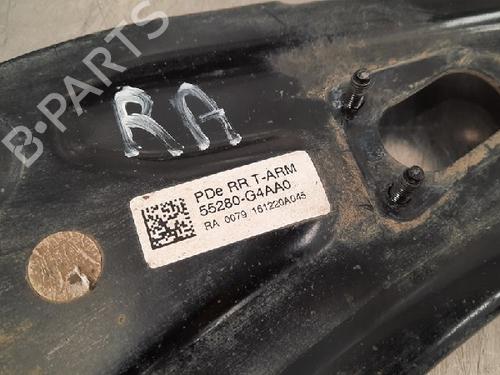 B-PARTS
RA
PDe RR T-ARM
55280-G4AA0
RA 0079 161220A045